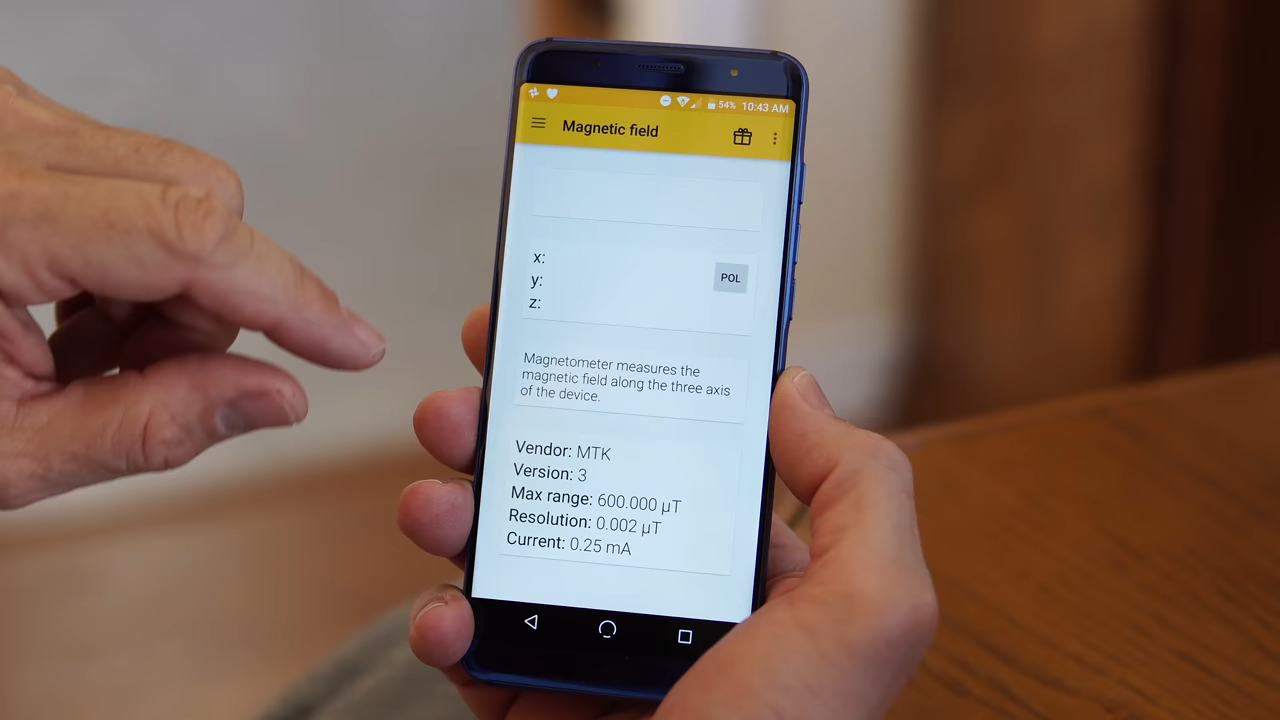 54% 10:43 AM
Magnetic field
x:
POL
y:
z:
Magnetometer measures the
magnetic field along the three axis
of the device.
Vendor: MTK
Version: 3
Max range: 600.000 µT
Resolution: 0.002 µT
Current: 0.25 mA